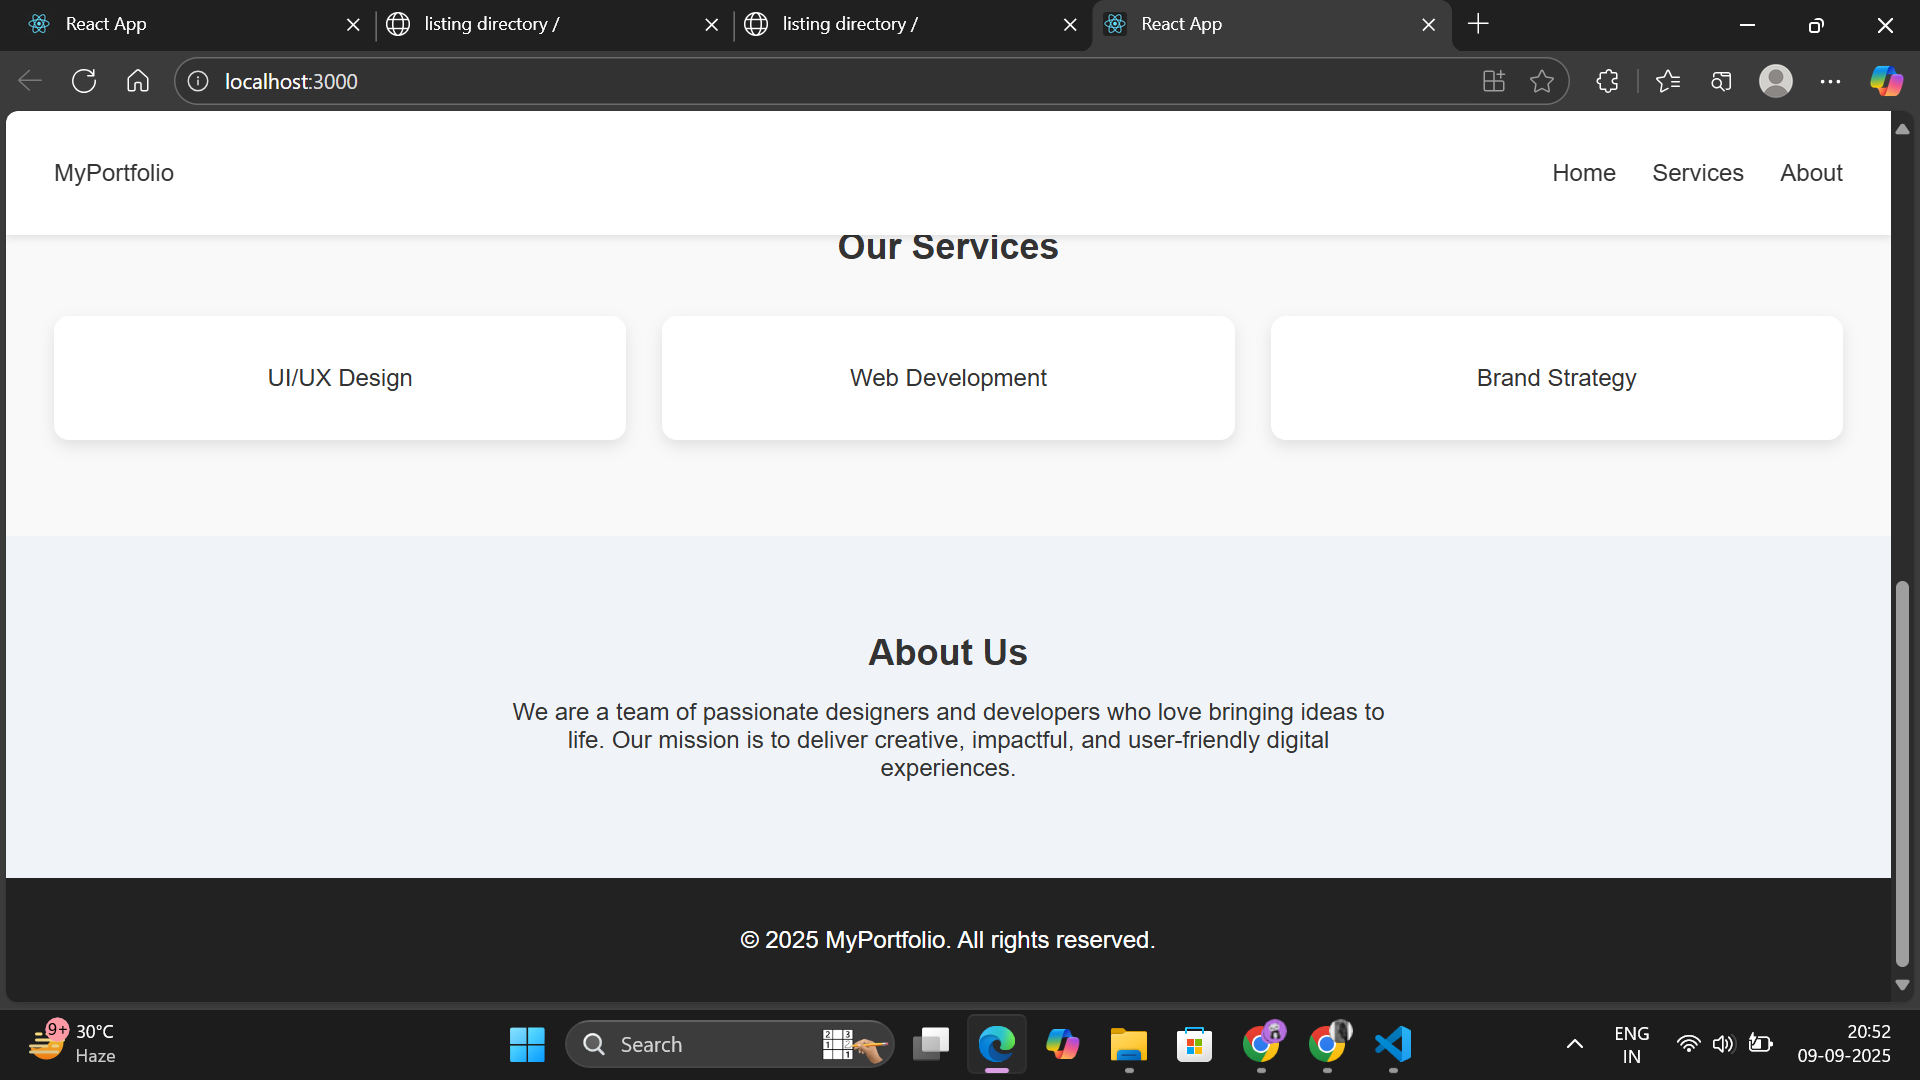 React App
listing directory /
listing directory /
React App
localhost:3000
MyPortfolio
Home
Services
About
Our Services
UI/UX Design
Web Development
Brand Strategy
About Us
We are a team of passionate designers and developers who love bringing ideas to
life. Our mission is to deliver creative, impactful, and user-friendly digital
experiences.
© 2025 MyPortfolio. All rights reserved.
9+
30°C
Haze
Search
ENG
IN
20:52
09-09-2025